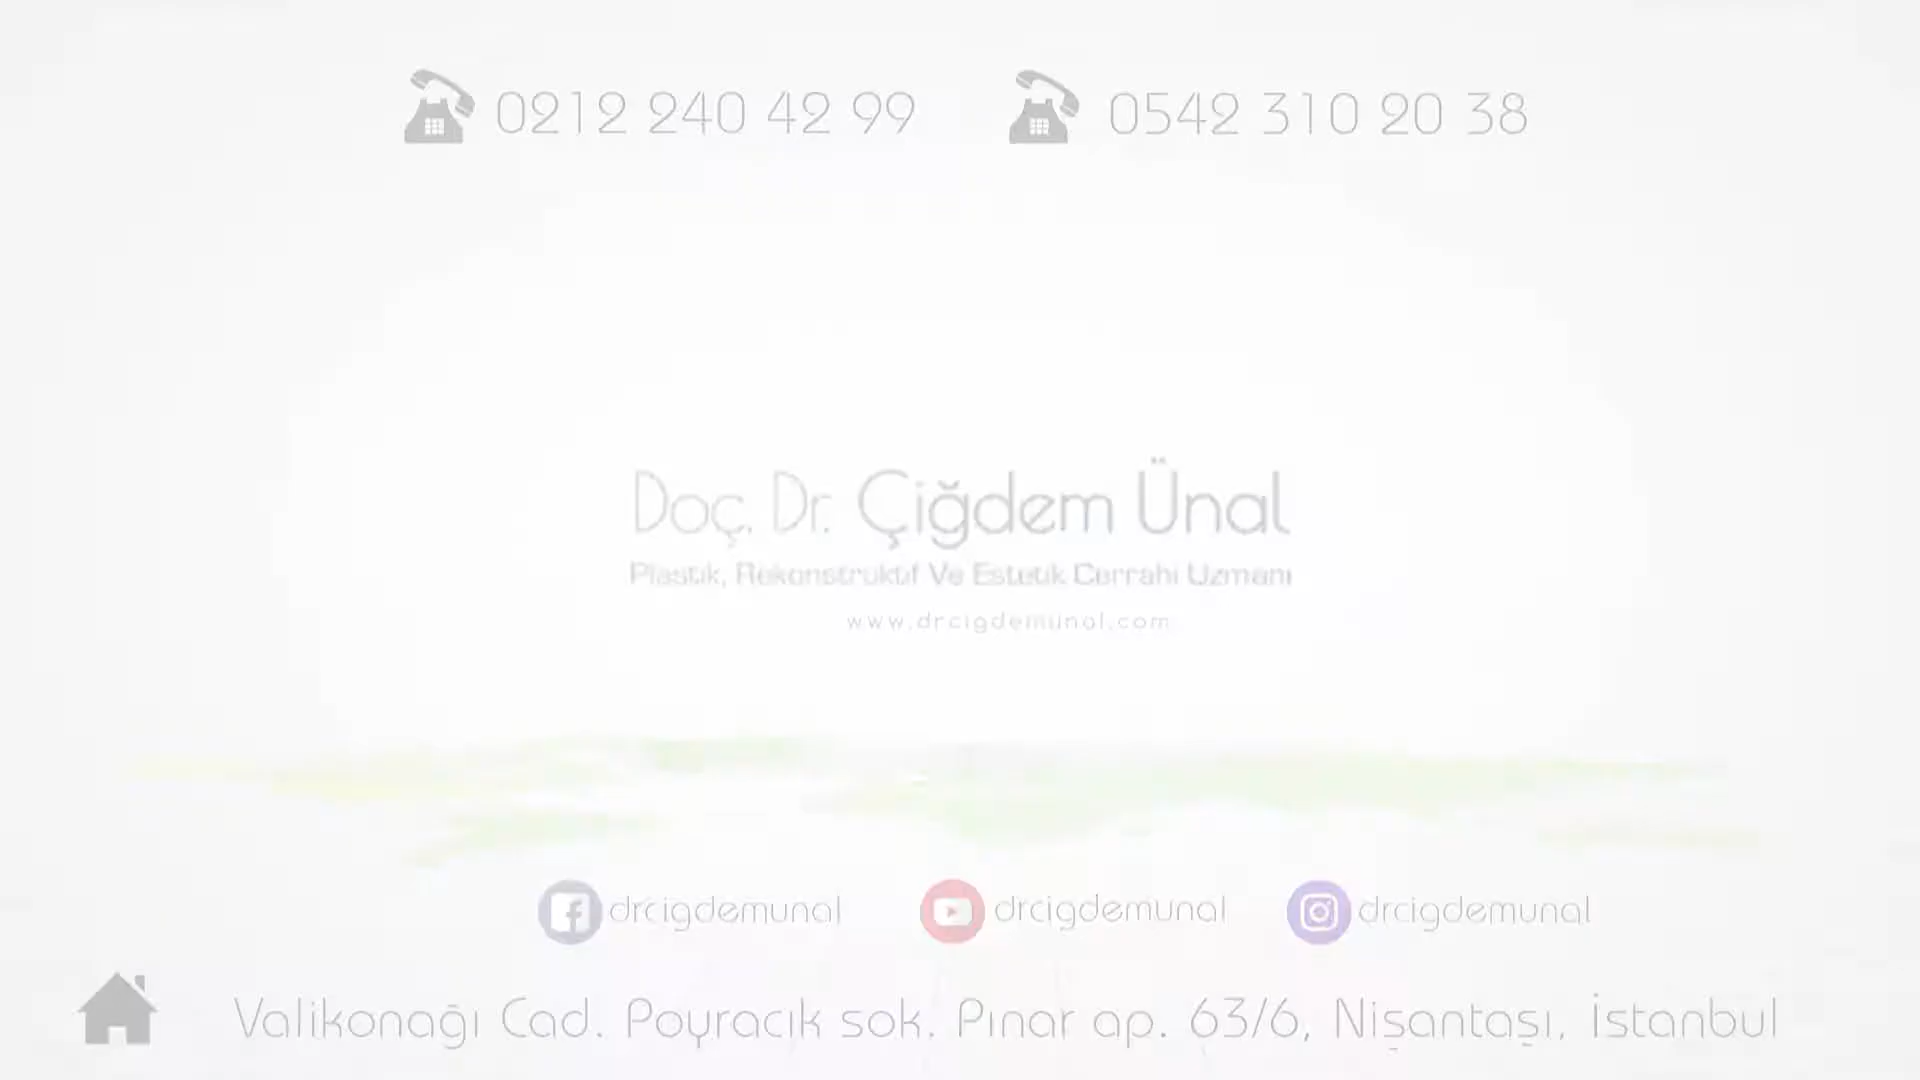 0212 240 42 99 0542 310 20 38
Doç. Dr. Çiğdem Ünal
Plastik, Rekonstrüktif Ve Estetik Cerrahi Uzmanı
www.drcigdemunal.com
drcigdemunal drcigdemunal drcigdemunal
Valikonağı Cad. Poyracık sok. Pınar ap. 63/6, Nişantaşı, İstanbul